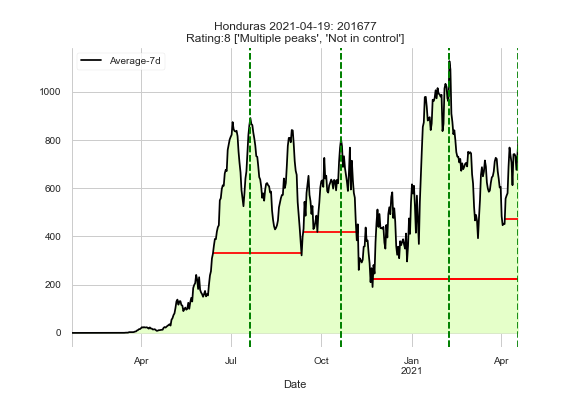 Honduras 2021-04-19: 201677
Rating:8 ['Multiple peaks', 'Not in control']
Average-7d
1000
800
600
400
200
0
Apr
Jul
Oct
Jan
2021
Apr
Date